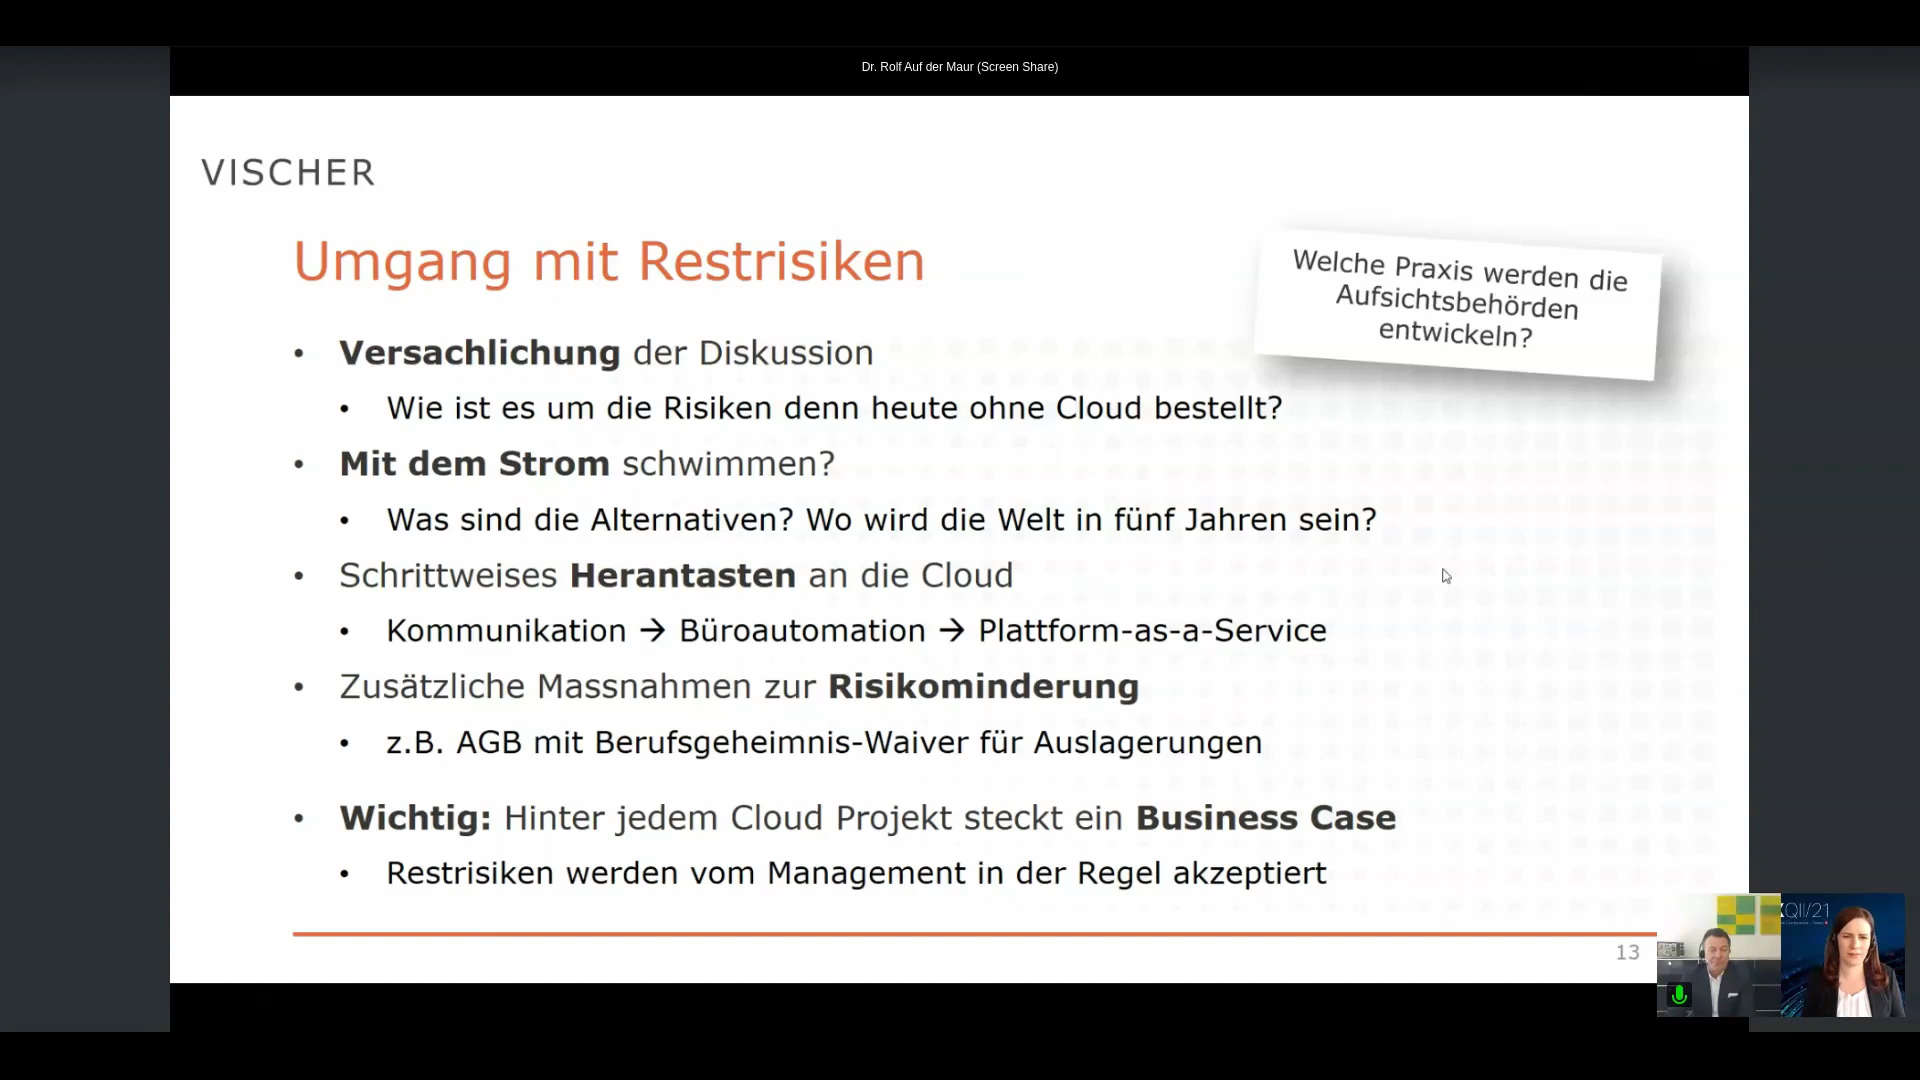 Dr. Rolf Auf der Maur (Screen Share)
VISCHER
Umgang mit Restrisiken
Welche Praxis werden die
Aufsichtsbehörden
entwickeln?
• Versachlichung der Diskussion
• Wie ist es um die Risiken denn heute ohne Cloud bestellt?
• Mit dem Strom schwimmen?
• Was sind die Alternativen? Wo wird die Welt in fünf Jahren sein?
• Schrittweises Herantasten an die Cloud
• Kommunikation → Büroautomation → Plattform-as-a-Service
• Zusätzliche Massnahmen zur Risikominderung
• z.B. AGB mit Berufsgeheimnis-Waiver für Auslagerungen
• Wichtig: Hinter jedem Cloud Projekt steckt ein Business Case
• Restrisiken werden vom Management in der Regel akzeptiert
13
QII/21